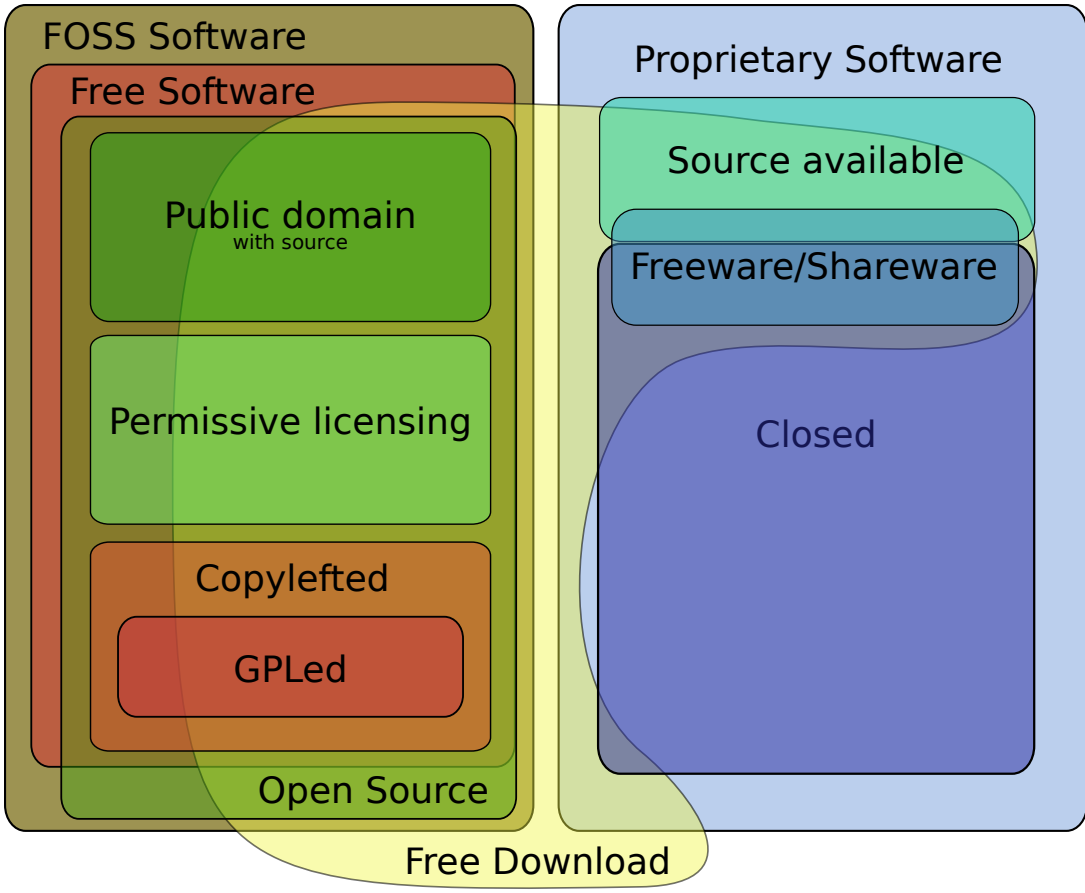 FOSS Software
Free Software
Public domain
with source
Permissive licensing
Copylefted
GPLed
Open Source
Proprietary Software
Source available
Freeware/Shareware
Closed
Free Download